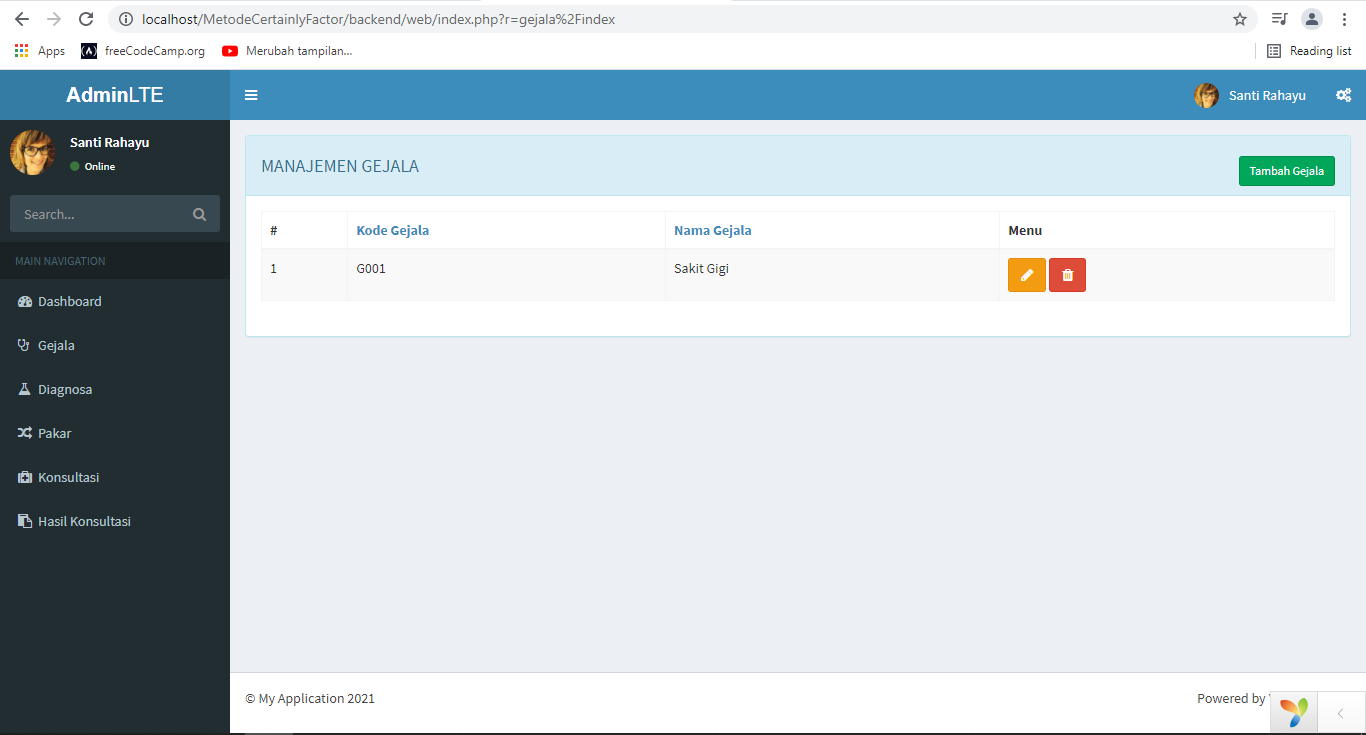 localhost/MetodeCertainlyFactor/backend/web/index.php?r=gejala%2Findex
Apps freeCodeCamp.org Merubah tampilan... Reading list
AdminLTE Santi Rahayu
Santi Rahayu
Online
Search...
MAIN NAVIGATION
Dashboard
Gejala
Diagnosa
Pakar
Konsultasi
Hasil Konsultasi
MANAJEMEN GEJALA Tambah Gejala
# Kode Gejala Nama Gejala Menu
1 G001 Sakit Gigi
© My Application 2021 Powered by